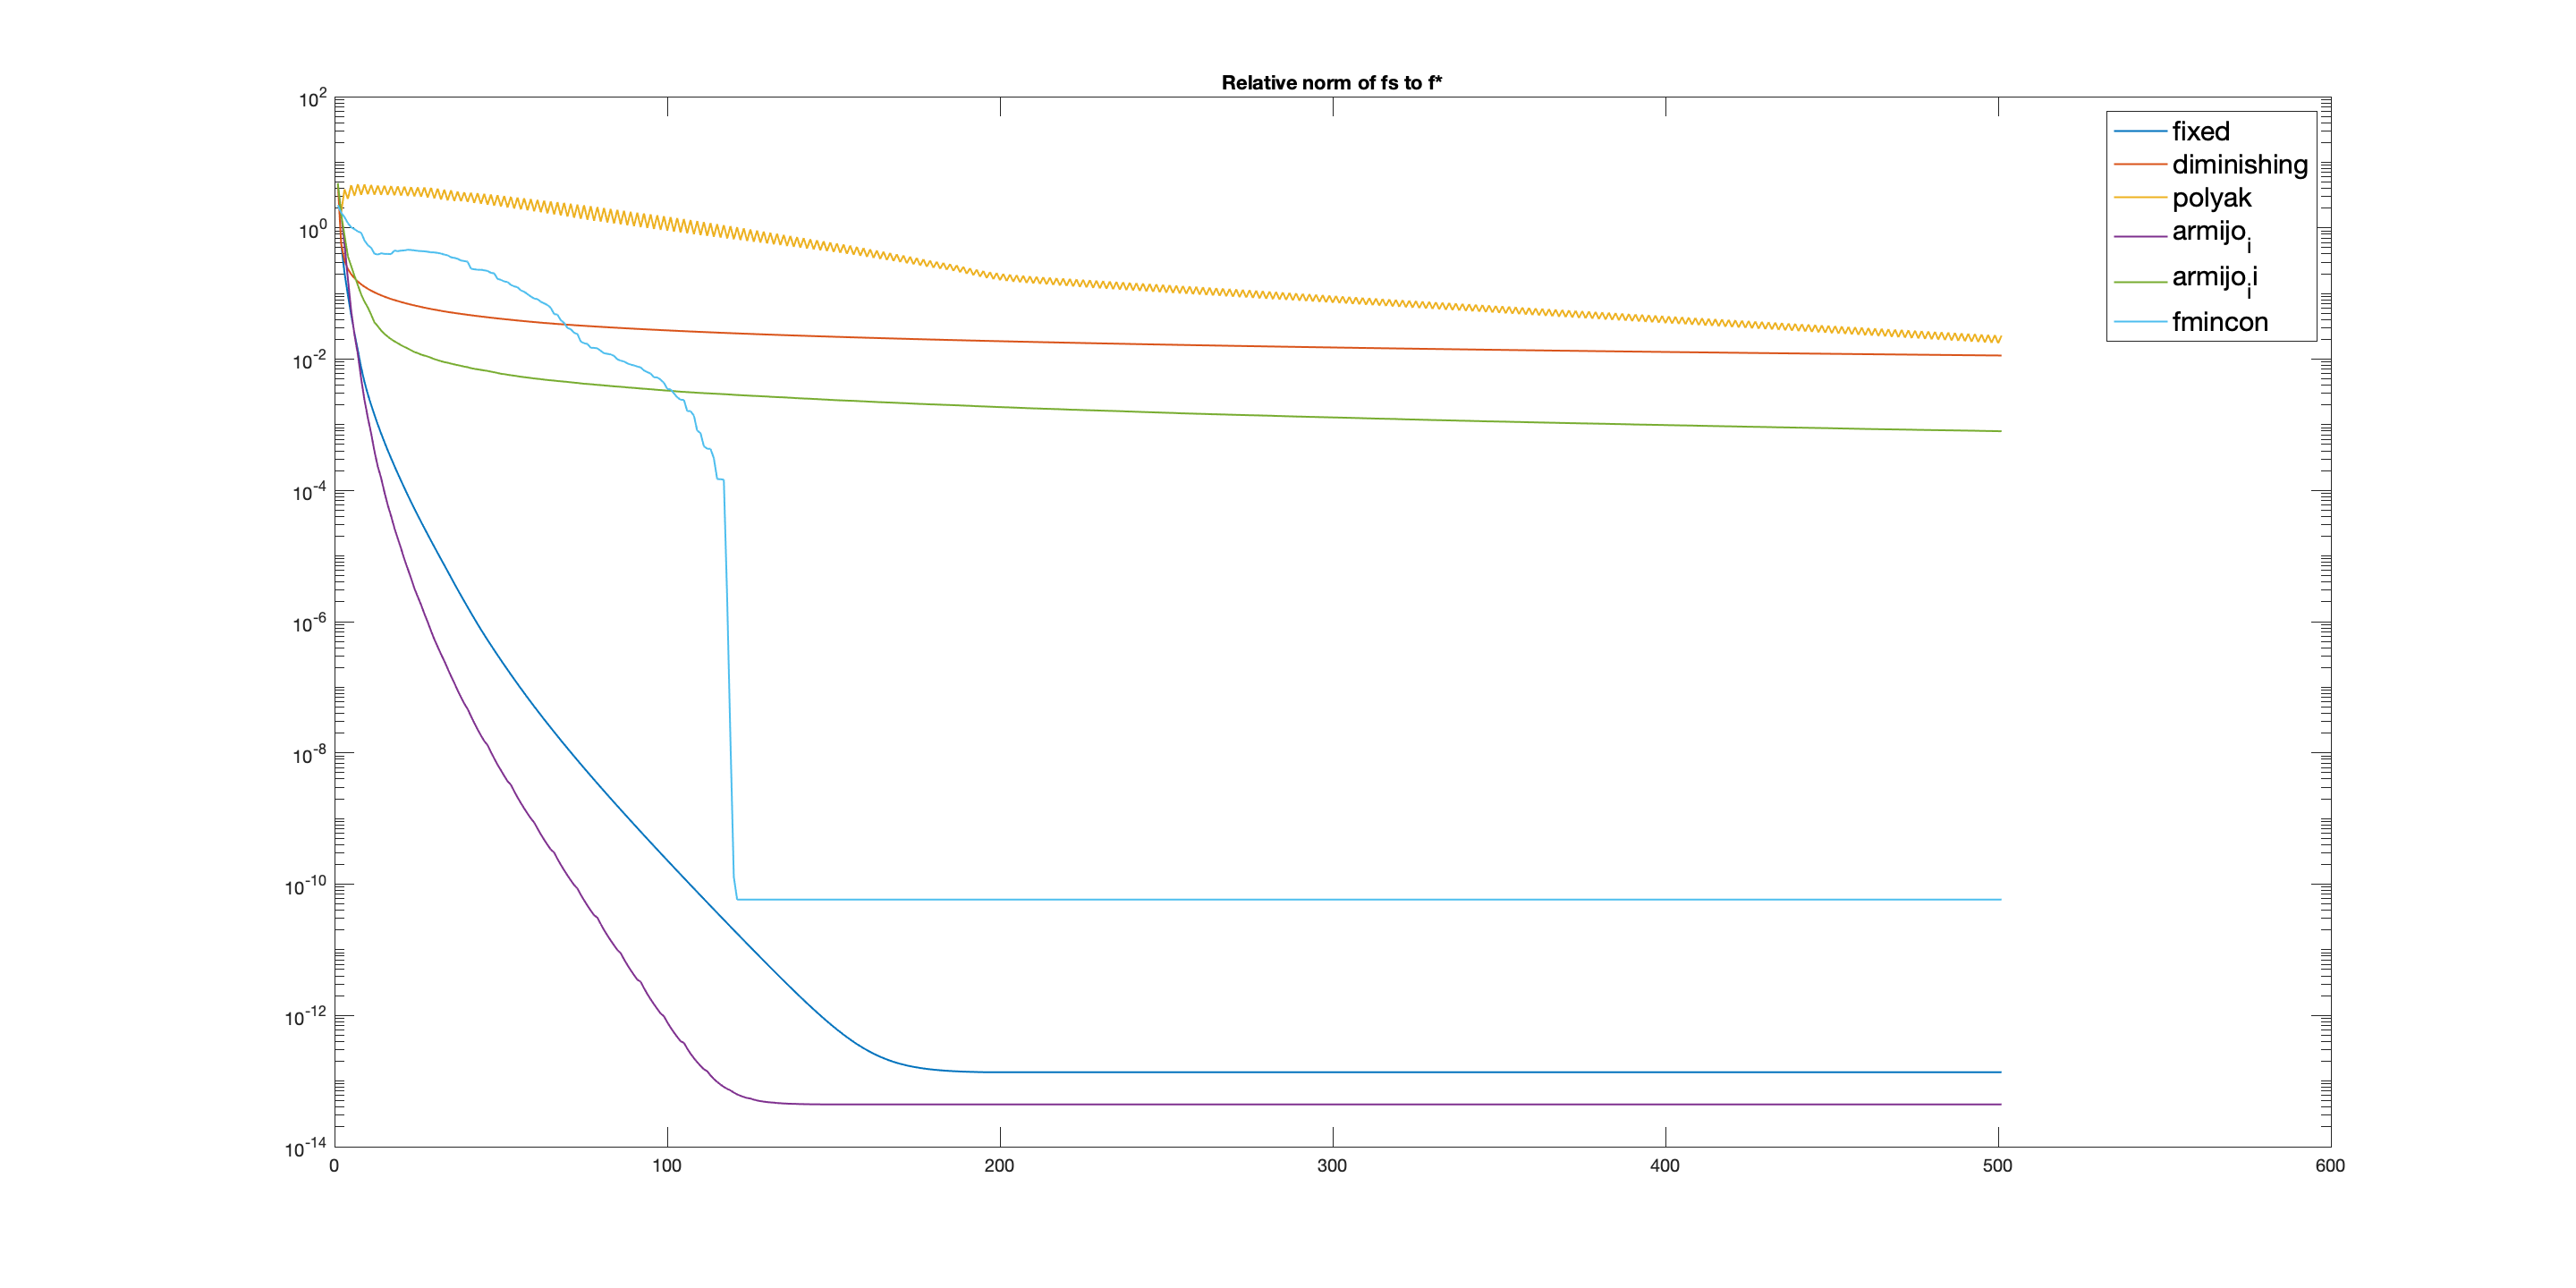 Relative norm of fs to f*
10^2
10^0
10^-2
10^-4
10^-6
10^-8
10^-10
10^-12
10^-14
0 100 200 300 400 500 600
fixed
diminishing
polyak
armijo_i
armijo_ii
fmincon